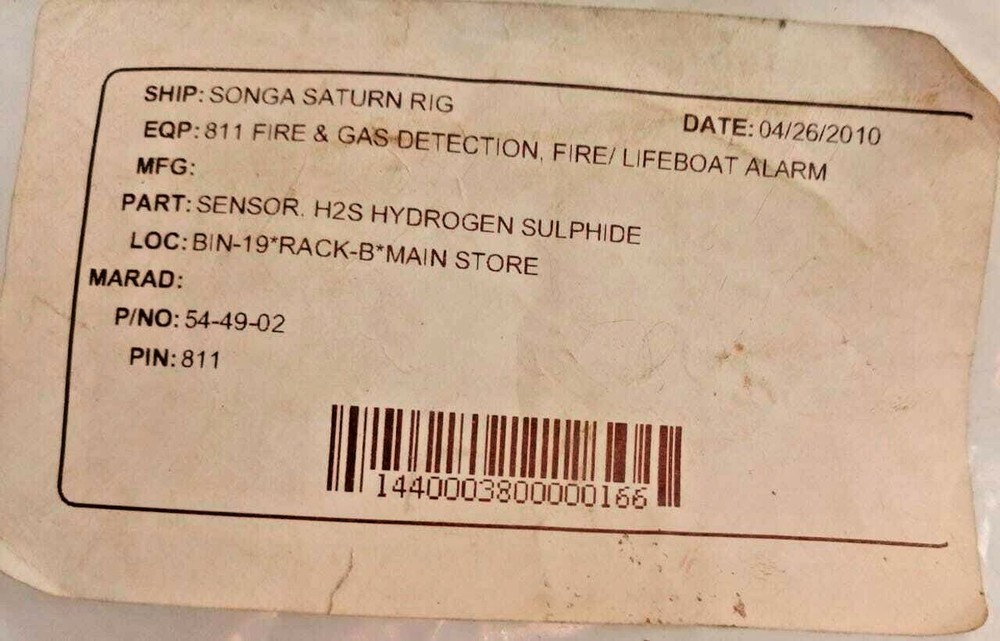 SHIP: SONGA SATURN RIG
DATE: 04/26/2010
EQP: 811 FIRE & GAS DETECTION, FIRE/ LIFEBOAT ALARM
MFG:
PART: SENSOR. H2S HYDROGEN SULPHIDE
LOC: BIN-19*RACK-B*MAIN STORE
MARAD:
P/NO: 54-49-02
PIN: 811
1440003800000166